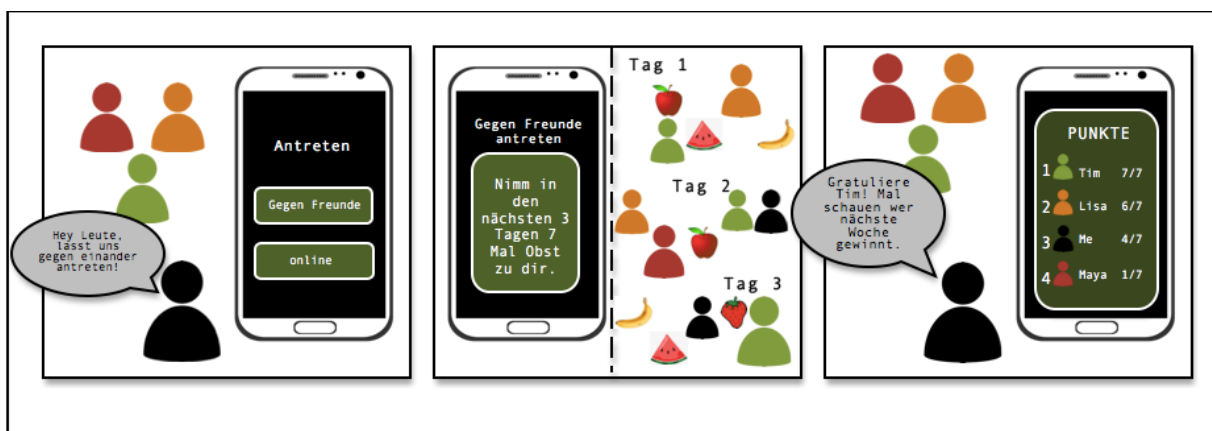 Hey Leute,
lasst uns
gegen einander
antreten!
Antreten
Gegen Freunde
online
Gegen Freunde
antreten
Nimm in
den
nächsten 3
Tagen 7
Mal Obst
zu dir.
Tag 1
Tag 2
Tag 3
Gratuliere
Tim! Mal
schauen wer
nächste
Woche
gewinnt.
PUNKTE
1 Tim 7/7
2 Lisa 6/7
3 Me 4/7
4 Maya 1/7